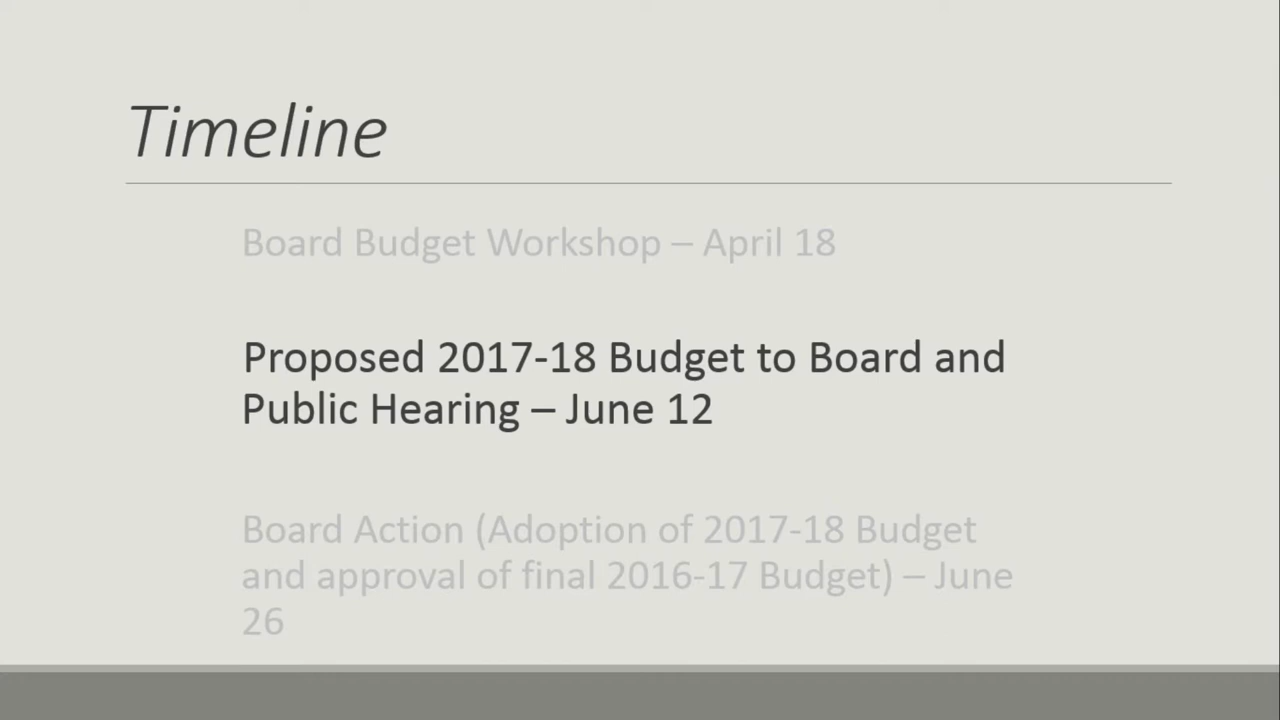 Timeline
Board Budget Workshop – April 18
Proposed 2017-18 Budget to Board and
Public Hearing – June 12
Board Action (Adoption of 2017-18 Budget
and approval of final 2016-17 Budget) – June
26